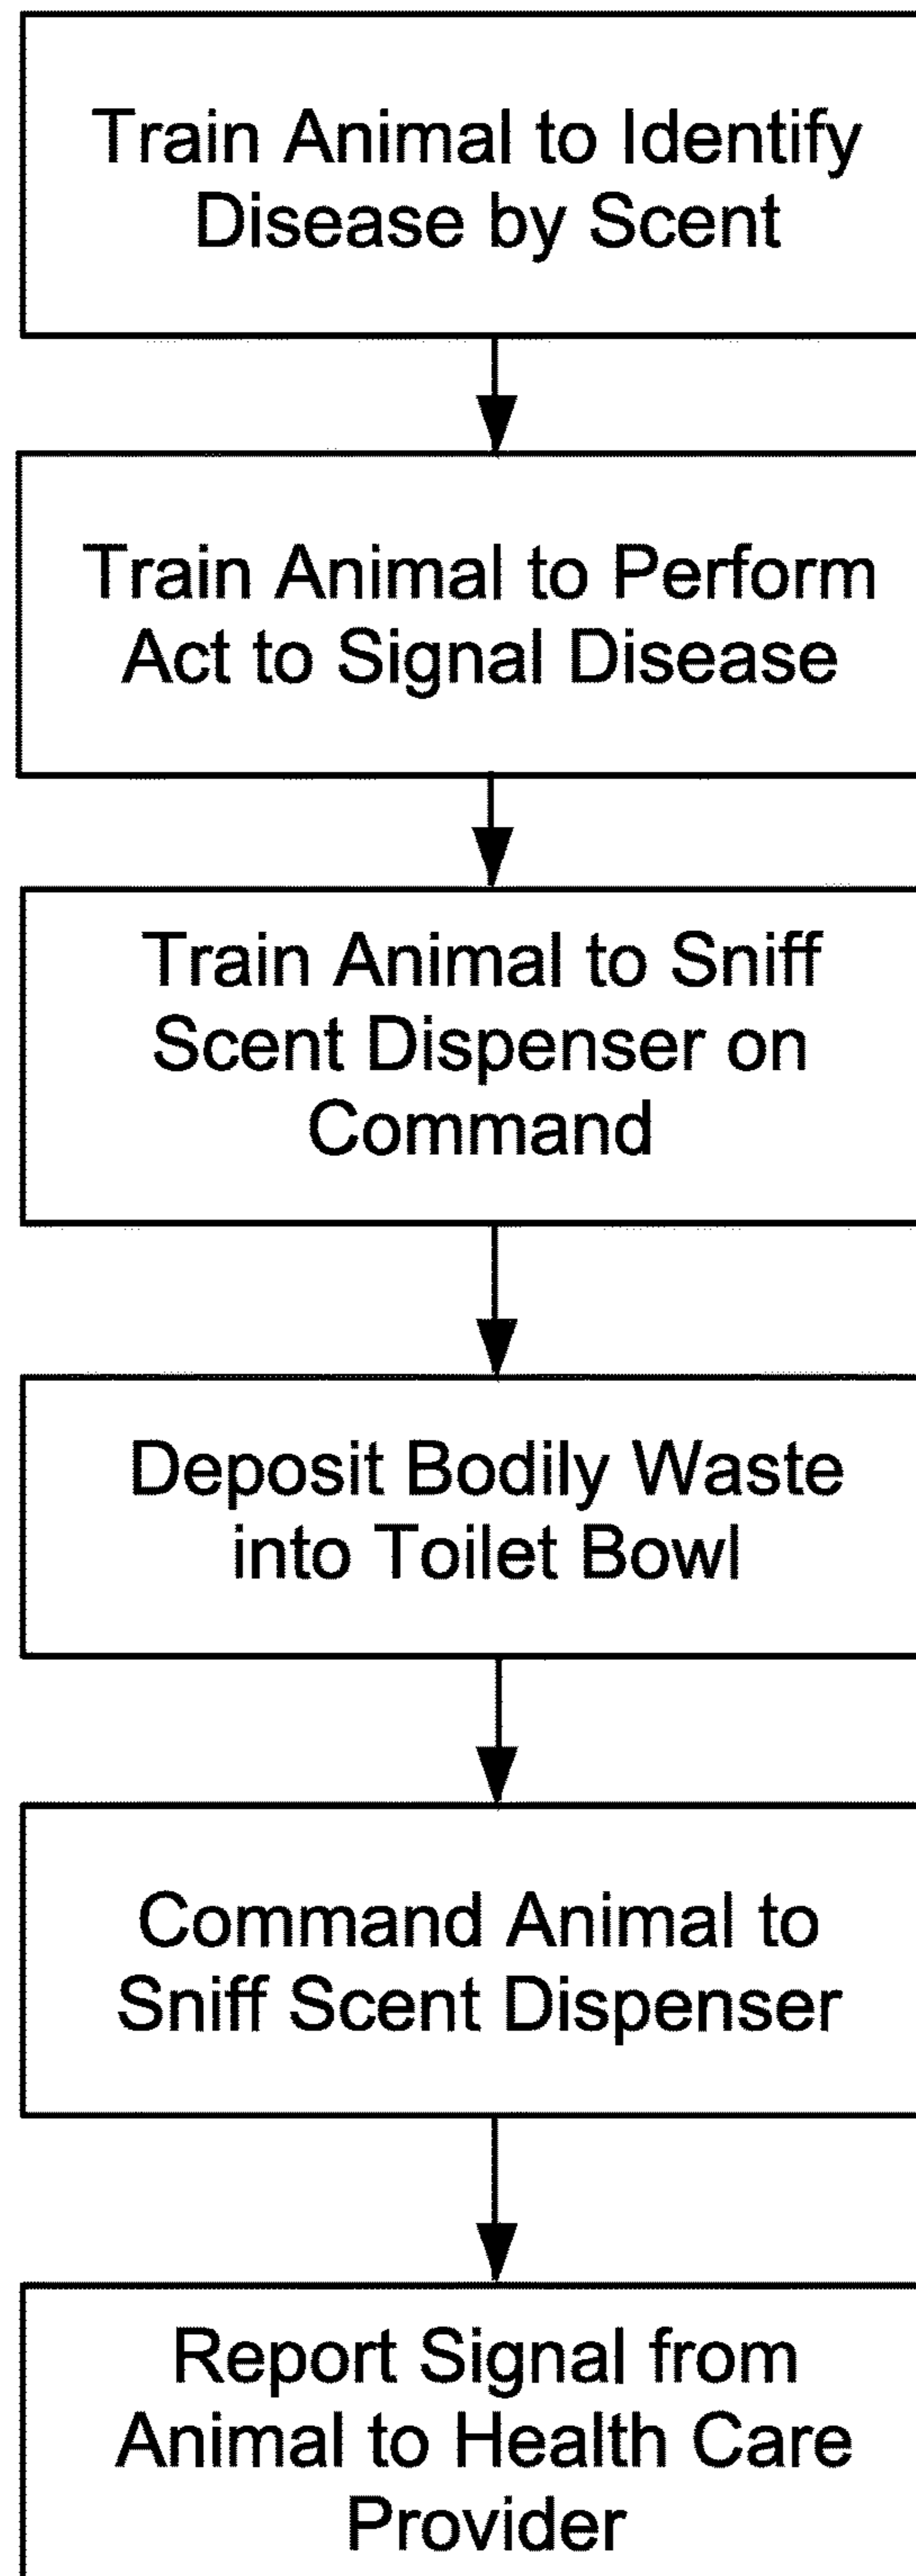 Train Animal to Identify
Disease by Scent
Train Animal to Perform
Act to Signal Disease
Train Animal to Sniff
Scent Dispenser on
Command
Deposit Bodily Waste
into Toilet Bowl
Command Animal to
Sniff Scent Dispenser
Report Signal from
Animal to Health Care
Provider